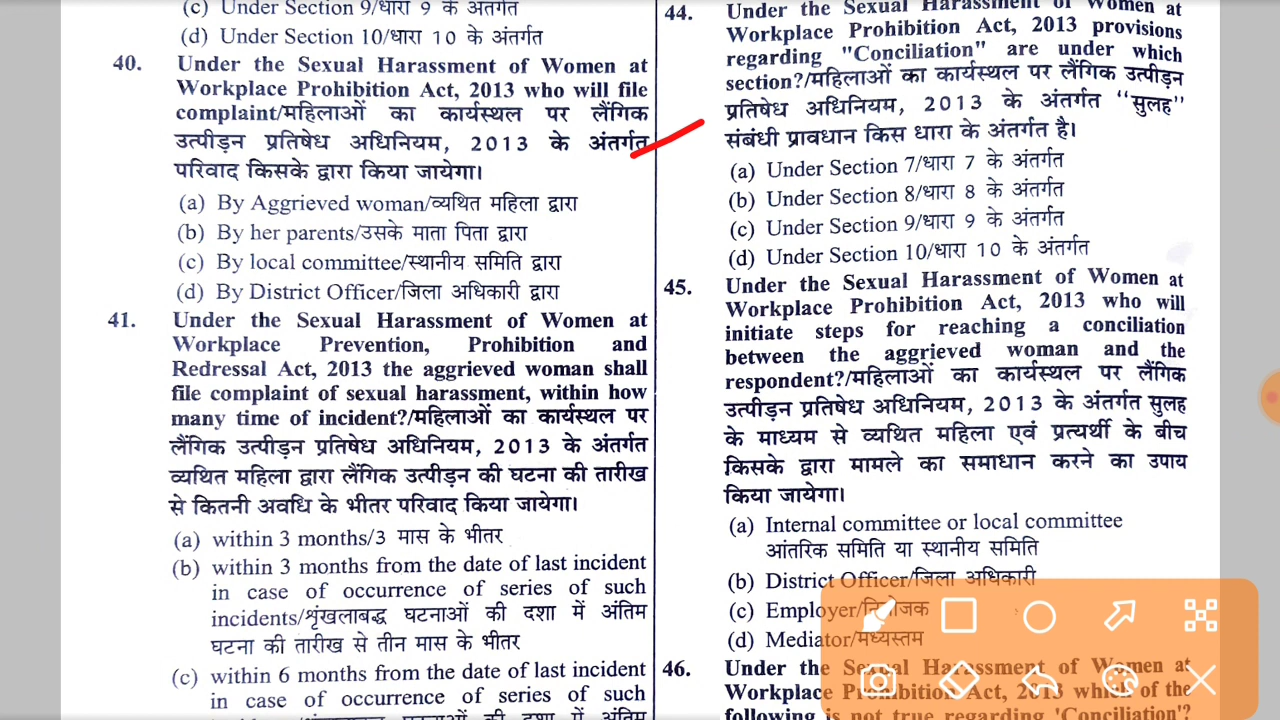 (c) Under Section 9/धारा 9 के अंतर्गत
(d) Under Section 10/धारा 10 के अंतर्गत
40. Under the Sexual Harassment of Women at
Workplace Prohibition Act, 2013 who will file
complaint/महिलाओं का कार्यस्थल पर लैंगिक
उत्पीड़न प्रतिषेध अधिनियम, 2013 के अंतर्गत
परिवाद किसके द्वारा किया जायेगा।
(a) By Aggrieved woman/व्यथित महिला द्वारा
(b) By her parents/उसके माता पिता द्वारा
(c) By local committee/स्थानीय समिति द्वारा
(d) By District Officer/जिला अधिकारी द्वारा
41. Under the Sexual Harassment of Women at
Workplace Prevention, Prohibition and
Redressal Act, 2013 the aggrieved woman shall
file complaint of sexual harassment, within how
many time of incident?/महिलाओं का कार्यस्थल पर
लैंगिक उत्पीड़न प्रतिषेध अधिनियम, 2013 के अंतर्गत
व्यथित महिला द्वारा लैंगिक उत्पीड़न की घटना की तारीख
से कितनी अवधि के भीतर परिवाद किया जायेगा।
(a) within 3 months/3 मास के भीतर
(b) within 3 months from the date of last incident
in case of occurrence of series of such
incidents/श्रृंखलाबद्ध घटनाओं की दशा में अंतिम
घटना की तारीख से तीन मास के भीतर
(c) within 6 months from the date of last incident
in case of occurrence of series of such
घटनाओं की दशा में अंतिम
44. Under the Sexual Harassment of Women at
Workplace Prohibition Act, 2013 provisions
regarding "Conciliation" are under which
section?/महिलाओं का कार्यस्थल पर लैंगिक उत्पीड़न
प्रतिषेध अधिनियम, 2013 के अंतर्गत ‘‘सुलह’’
संबंधी प्रावधान किस धारा के अंतर्गत है।
(a) Under Section 7/धारा 7 के अंतर्गत
(b) Under Section 8/धारा 8 के अंतर्गत
(c) Under Section 9/धारा 9 के अंतर्गत
(d) Under Section 10/धारा 10 के अंतर्गत
45. Under the Sexual Harassment of Women at
Workplace Prohibition Act, 2013 who will
initiate steps for reaching a conciliation
between the aggrieved woman and the
respondent?/महिलाओं का कार्यस्थल पर लैंगिक
उत्पीड़न प्रतिषेध अधिनियम, 2013 के अंतर्गत सुलह
के माध्यम से व्यथित महिला एवं प्रत्यर्थी के बीच
किसके द्वारा मामले का समाधान करने का उपाय
किया जायेगा।
(a) Internal committee or local committee
आंतरिक समिति या स्थानीय समिति
(b) District Officer/जिला अधिकारी
(c) Employer/नियोजक
(d) Mediator/मध्यस्तम
46. Under the Sexual Harassment of Women at
Workplace Prohibition Act, 2013 which of the
following is not true regarding 'Conciliation'?